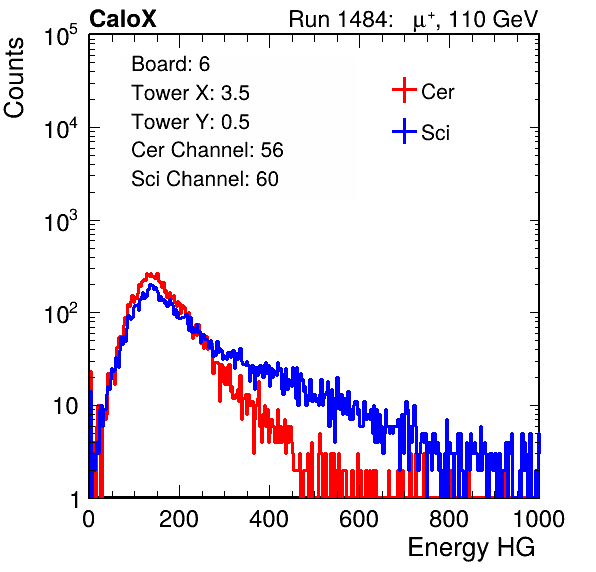 CaloX Run 1484: μ⁺, 110 GeV
Counts
Board: 6
Tower X: 3.5
Tower Y: 0.5
Cer Channel: 56
Sci Channel: 60
Cer
Sci
10⁵
10⁴
10³
10²
10
1
0 200 400 600 800 1000
Energy HG